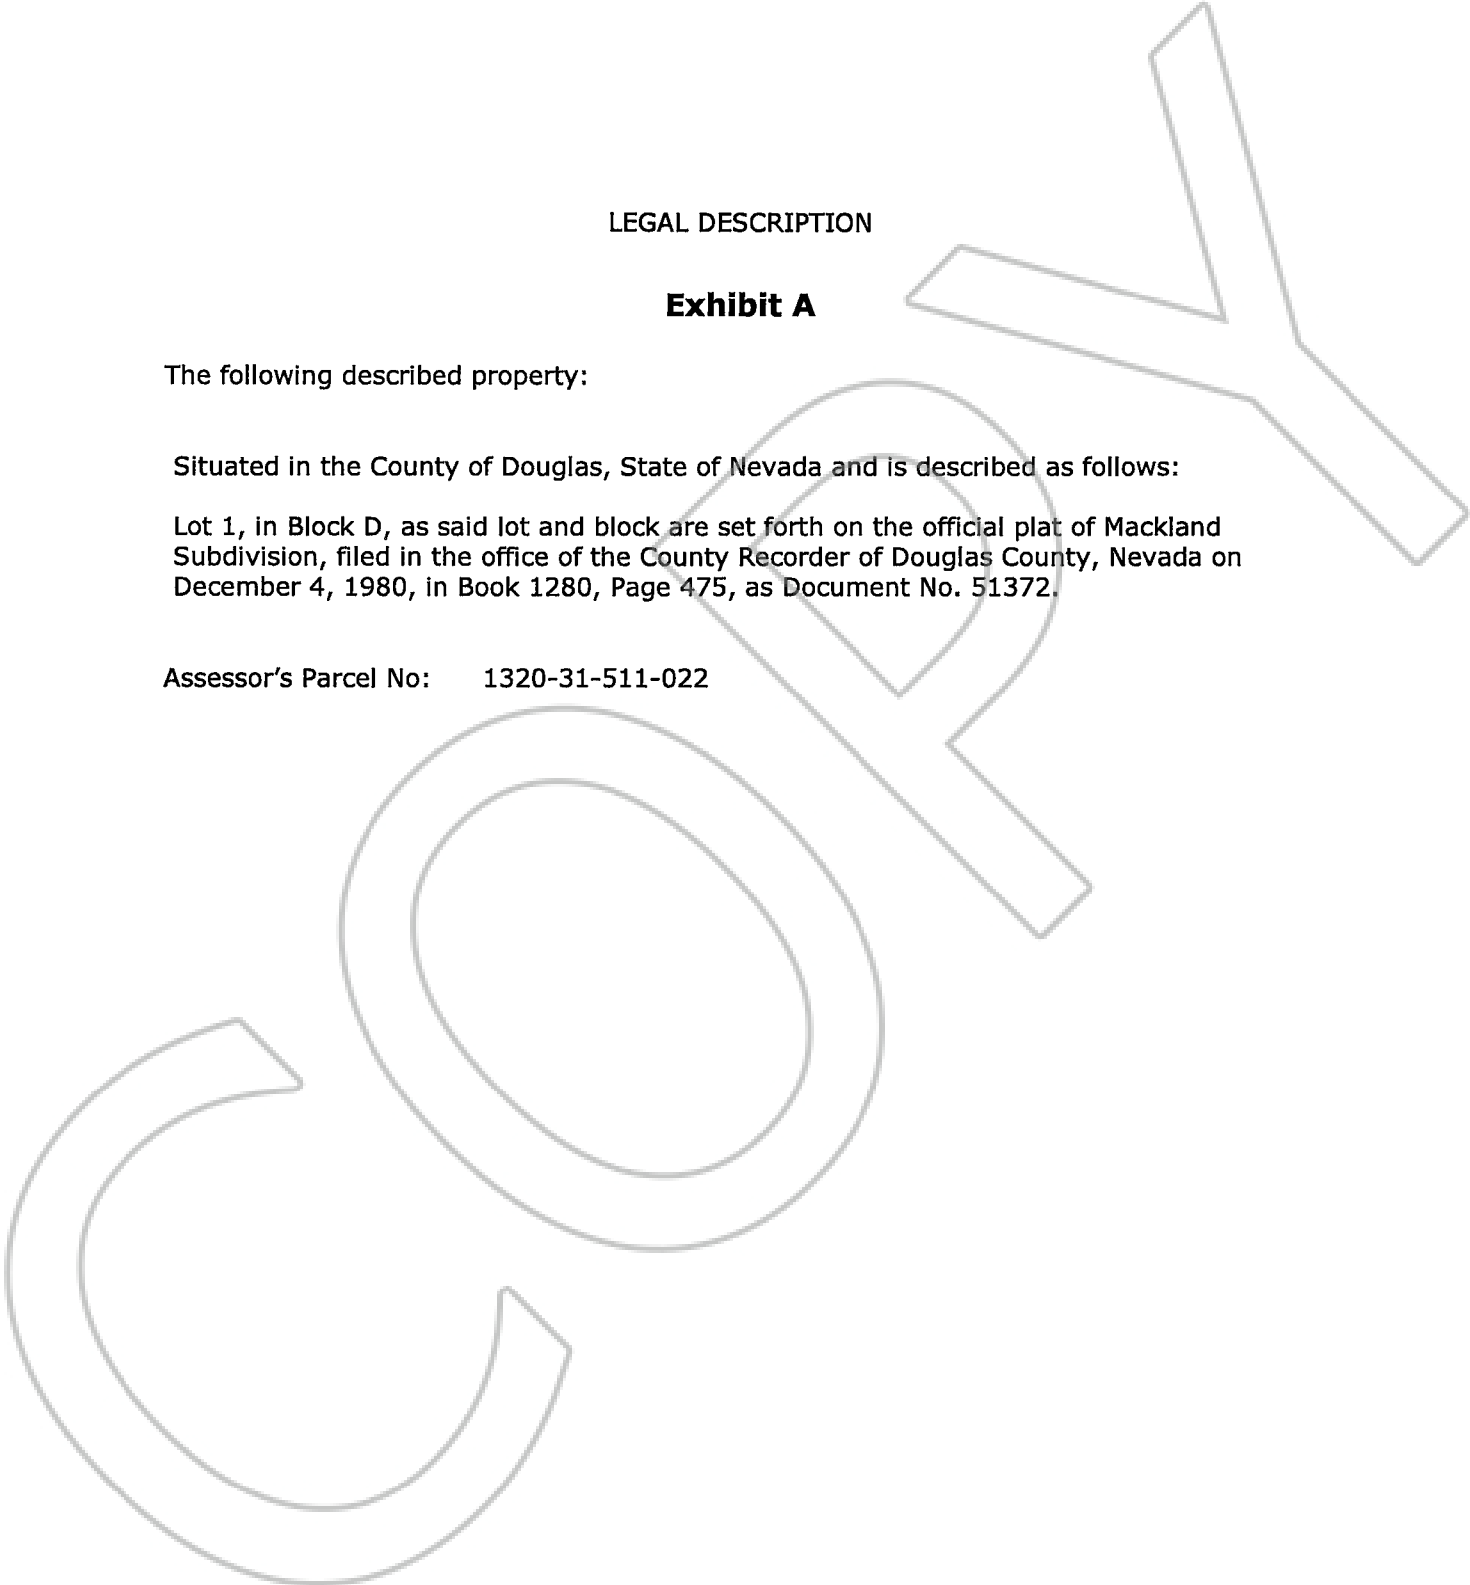 LEGAL DESCRIPTION
Exhibit A
The following described property:
Situated in the County of Douglas, State of Nevada and is described as follows:
Lot 1, in Block D, as said lot and block are set forth on the official plat of Mackland
Subdivision, filed in the office of the County Recorder of Douglas County, Nevada on
December 4, 1980, in Book 1280, Page 475, as Document No. 51372.
Assessor's Parcel No: 1320-31-511-022
COPY